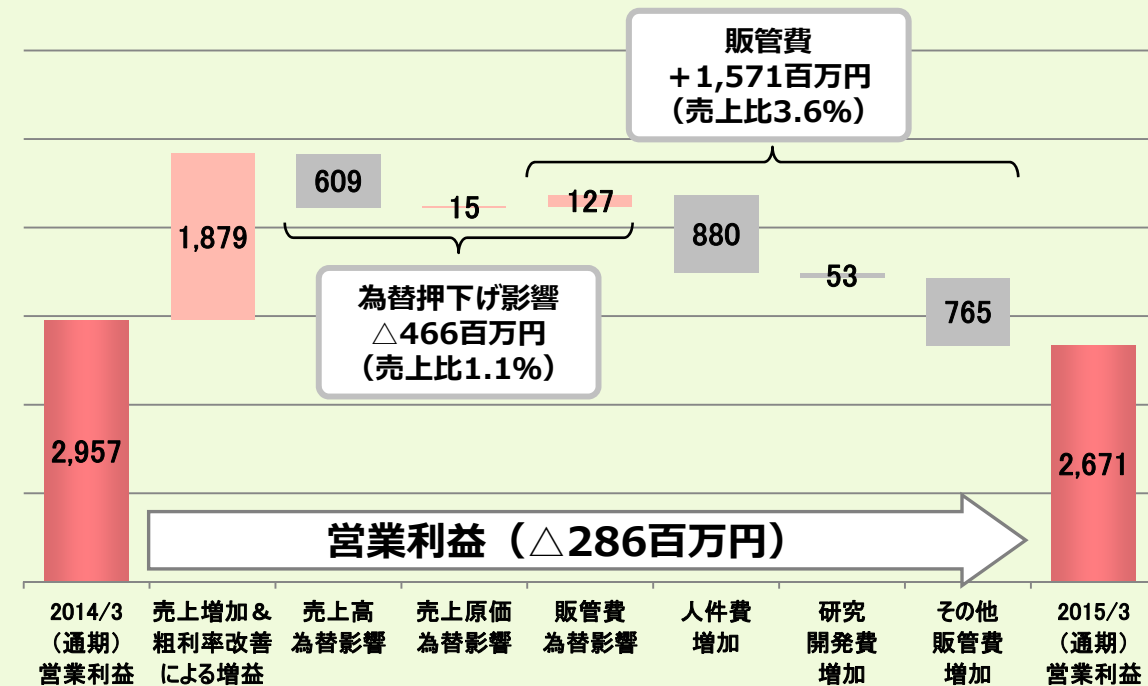 販管費
＋1,571百万円
（売上比3.6%）
609
15
127
1,879
880
53
765
為替押下げ影響
△466百万円
（売上比1.1%）
2,957
2,671
営業利益（△286百万円）
2014/3
（通期）
営業利益
売上増加＆
粗利率改善
による増益
売上高
為替影響
売上原価
為替影響
販管費
為替影響
人件費
増加
研究
開発費
増加
その他
販管費
増加
2015/3
（通期）
営業利益